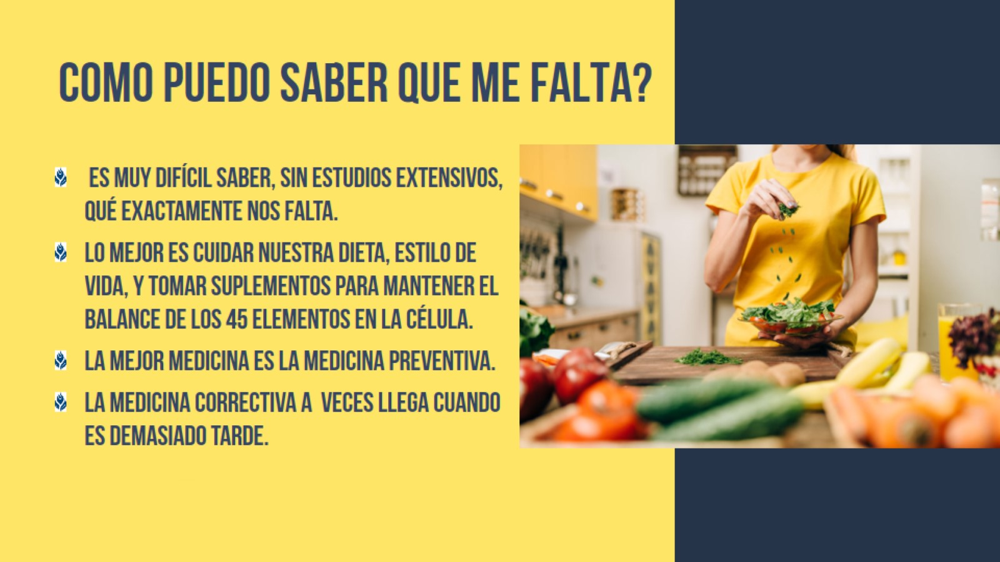 COMO PUEDO SABER QUE ME FALTA?
ES MUY DIFÍCIL SABER, SIN ESTUDIOS EXTENSIVOS,
QUÉ EXACTAMENTE NOS FALTA.
LO MEJOR ES CUIDAR NUESTRA DIETA, ESTILO DE
VIDA, Y TOMAR SUPLEMENTOS PARA MANTENER EL
BALANCE DE LOS 45 ELEMENTOS EN LA CÉLULA.
LA MEJOR MEDICINA ES LA MEDICINA PREVENTIVA.
LA MEDICINA CORRECTIVA A  VECES LLEGA CUANDO
ES DEMASIADO TARDE.